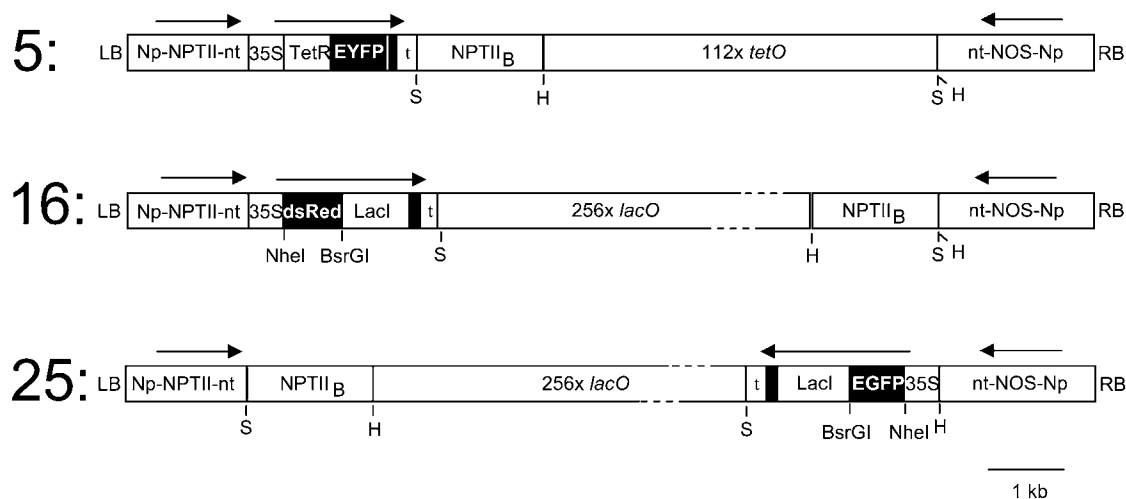 5: LB Np-NPTII-nt 35S TetR EYFP t NPTII B 112x tetO nt-NOS-Np RB
S H S H
16: LB Np-NPTII-nt 35S dsRed LacI t 256x lacO NPTII B nt-NOS-Np RB
NheI BsrGI S H S H
25: LB Np-NPTII-nt NPTII B 256x lacO t LacI EGFP 35S nt-NOS-Np RB
S H S BsrGI NheI H
1 kb